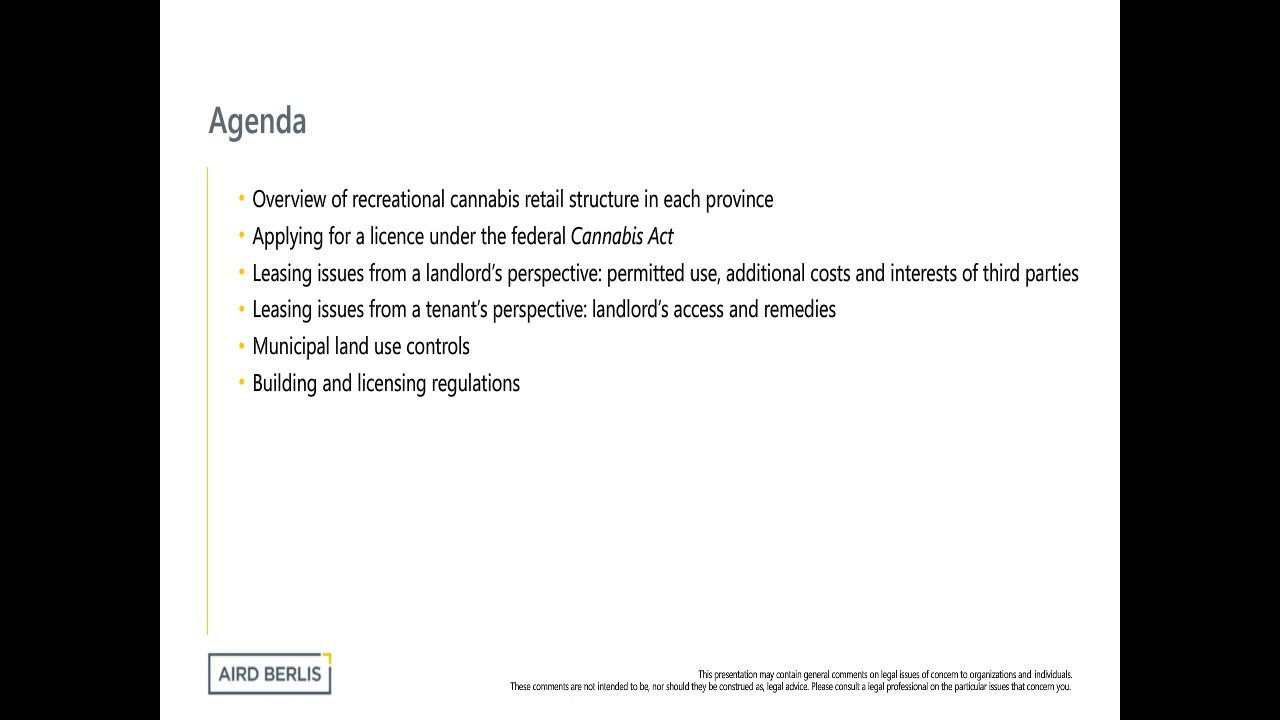 Agenda
• Overview of recreational cannabis retail structure in each province
• Applying for a licence under the federal Cannabis Act
• Leasing issues from a landlord's perspective: permitted use, additional costs and interests of third parties
• Leasing issues from a tenant's perspective: landlord's access and remedies
• Municipal land use controls
• Building and licensing regulations
AIRD BERLIS
This presentation may contain general comments on legal issues of concern to organizations and individuals.
These comments are not intended to be, nor should they be construed as, legal advice. Please consult a legal professional on the particular issues that concern you.